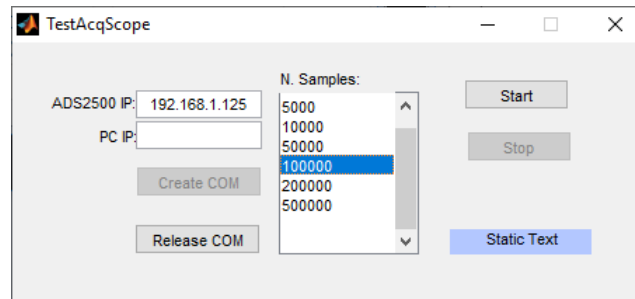 TestAcqScope
ADS2500 IP: 192.168.1.125
PC IP:
Create COM
Release COM
N. Samples:
5000
10000
50000
100000
200000
500000
Start
Stop
Static Text